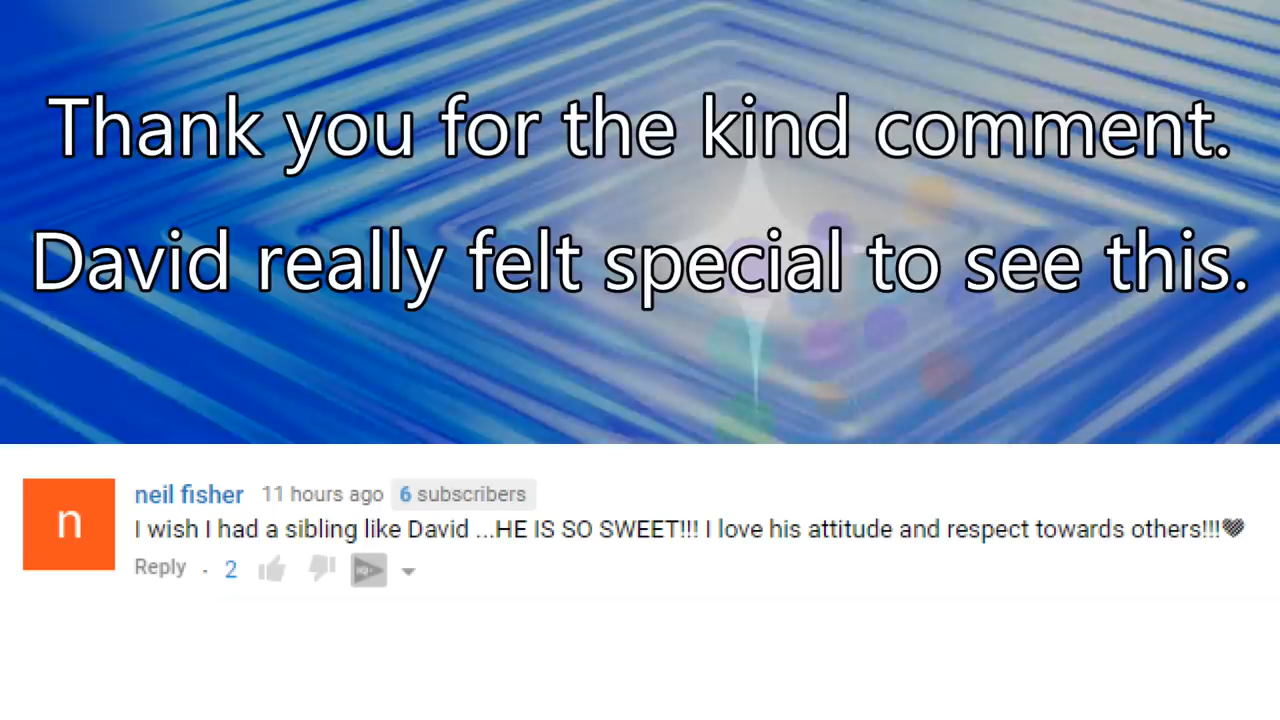 Thank you for the kind comment.
David really felt special to see this.
n
neil fisher 11 hours ago 6 subscribers
I wish I had a sibling like David ...HE IS SO SWEET!!! I love his attitude and respect towards others!!!🖤
Reply . 2